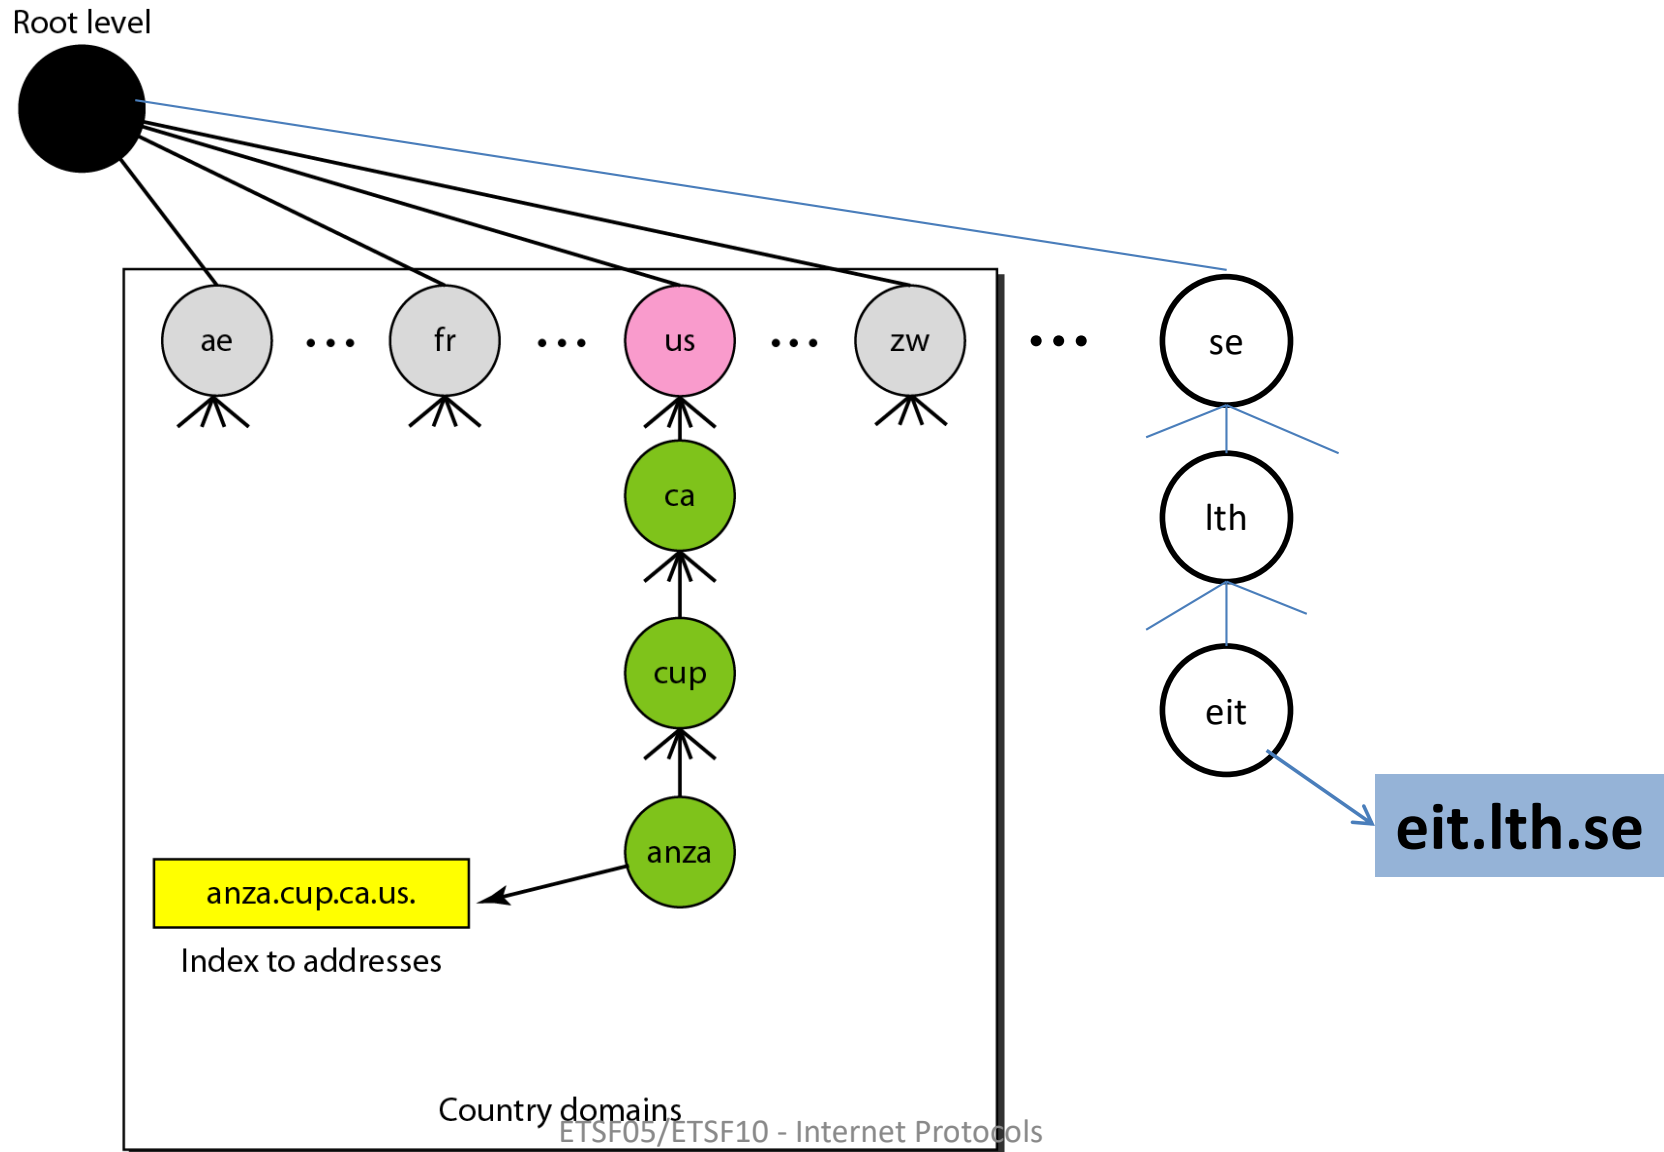 Root level
ae ... fr ... us ... zw ... se
ca
lth
cup
eit
anza
eit.lth.se
anza.cup.ca.us.
Index to addresses
Country domains
ETSF05/ETSF10 - Internet Protocols